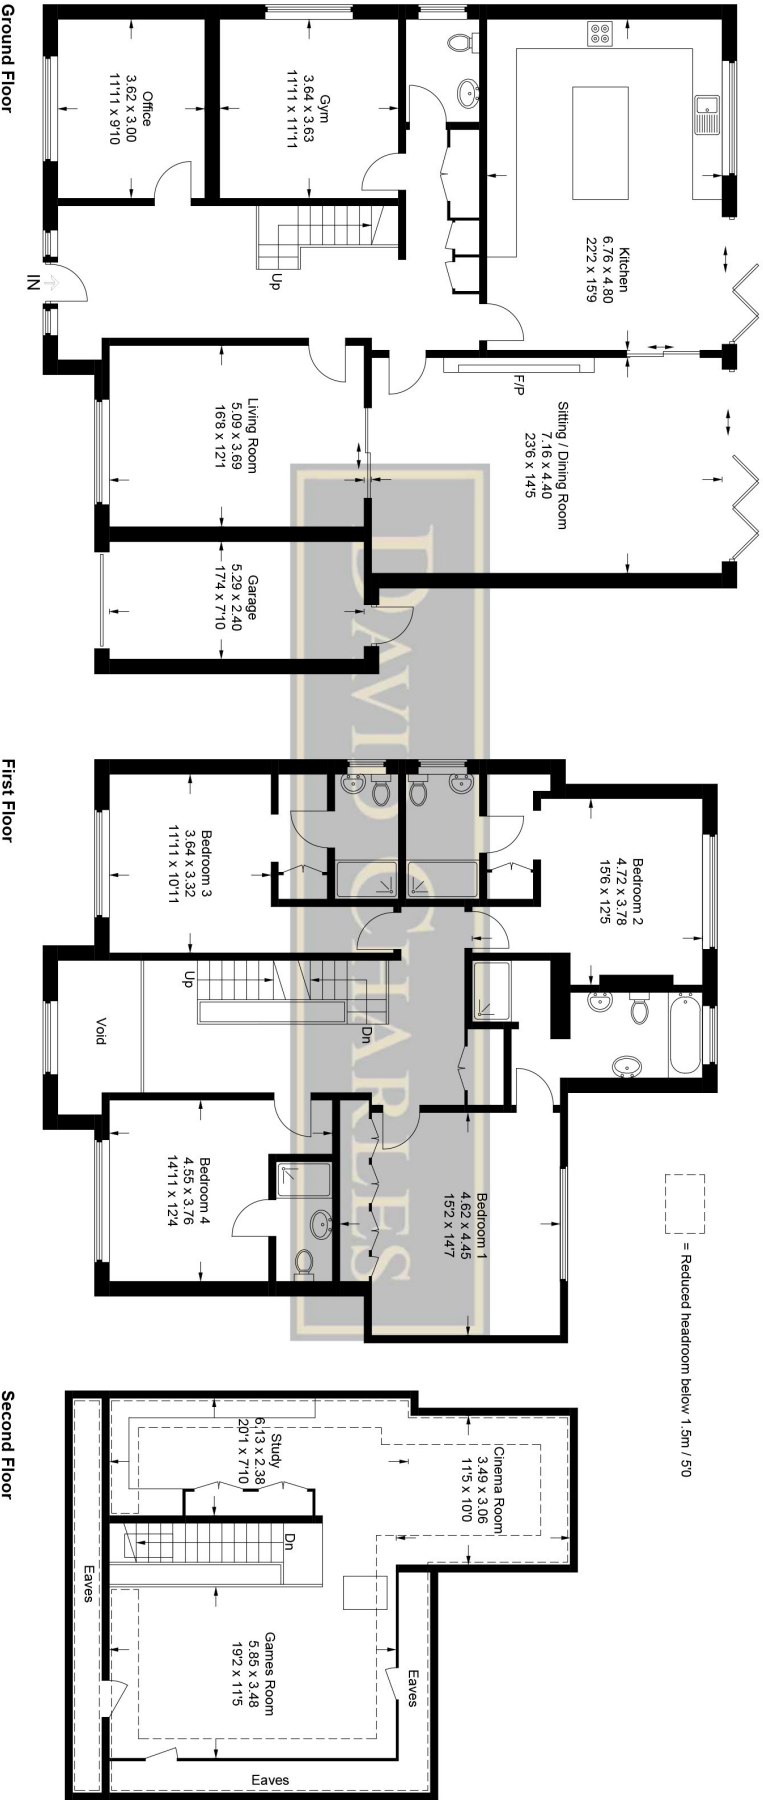 Ground Floor
Kitchen
6.76 x 4.80
22'2 x 15'9
Gym
3.64 x 3.63
11'11 x 11'11
Office
3.62 x 3.00
11'11 x 9'10
Up
IN
F/P
Sitting / Dining Room
7.16 x 4.40
23'6 x 14'5
Living Room
5.09 x 3.69
16'8 x 12'1
Garage
5.29 x 2.40
17'4 x 7'10
DAVID CHARLES
First Floor
Bedroom 2
4.72 x 3.78
15'6 x 12'5
Bedroom 3
3.64 x 3.32
11'11 x 10'11
Up
Dn
Void
Bedroom 1
4.62 x 4.45
15'2 x 14'7
Bedroom 4
4.55 x 3.76
14'11 x 12'4
= Reduced headroom below 1.5m / 5'0
Second Floor
Cinema Room
3.49 x 3.06
11'5 x 10'0
Study
6.13 x 2.38
20'1 x 7'10
Dn
Eaves
Games Room
5.85 x 3.48
19'2 x 11'5
Eaves
Eaves